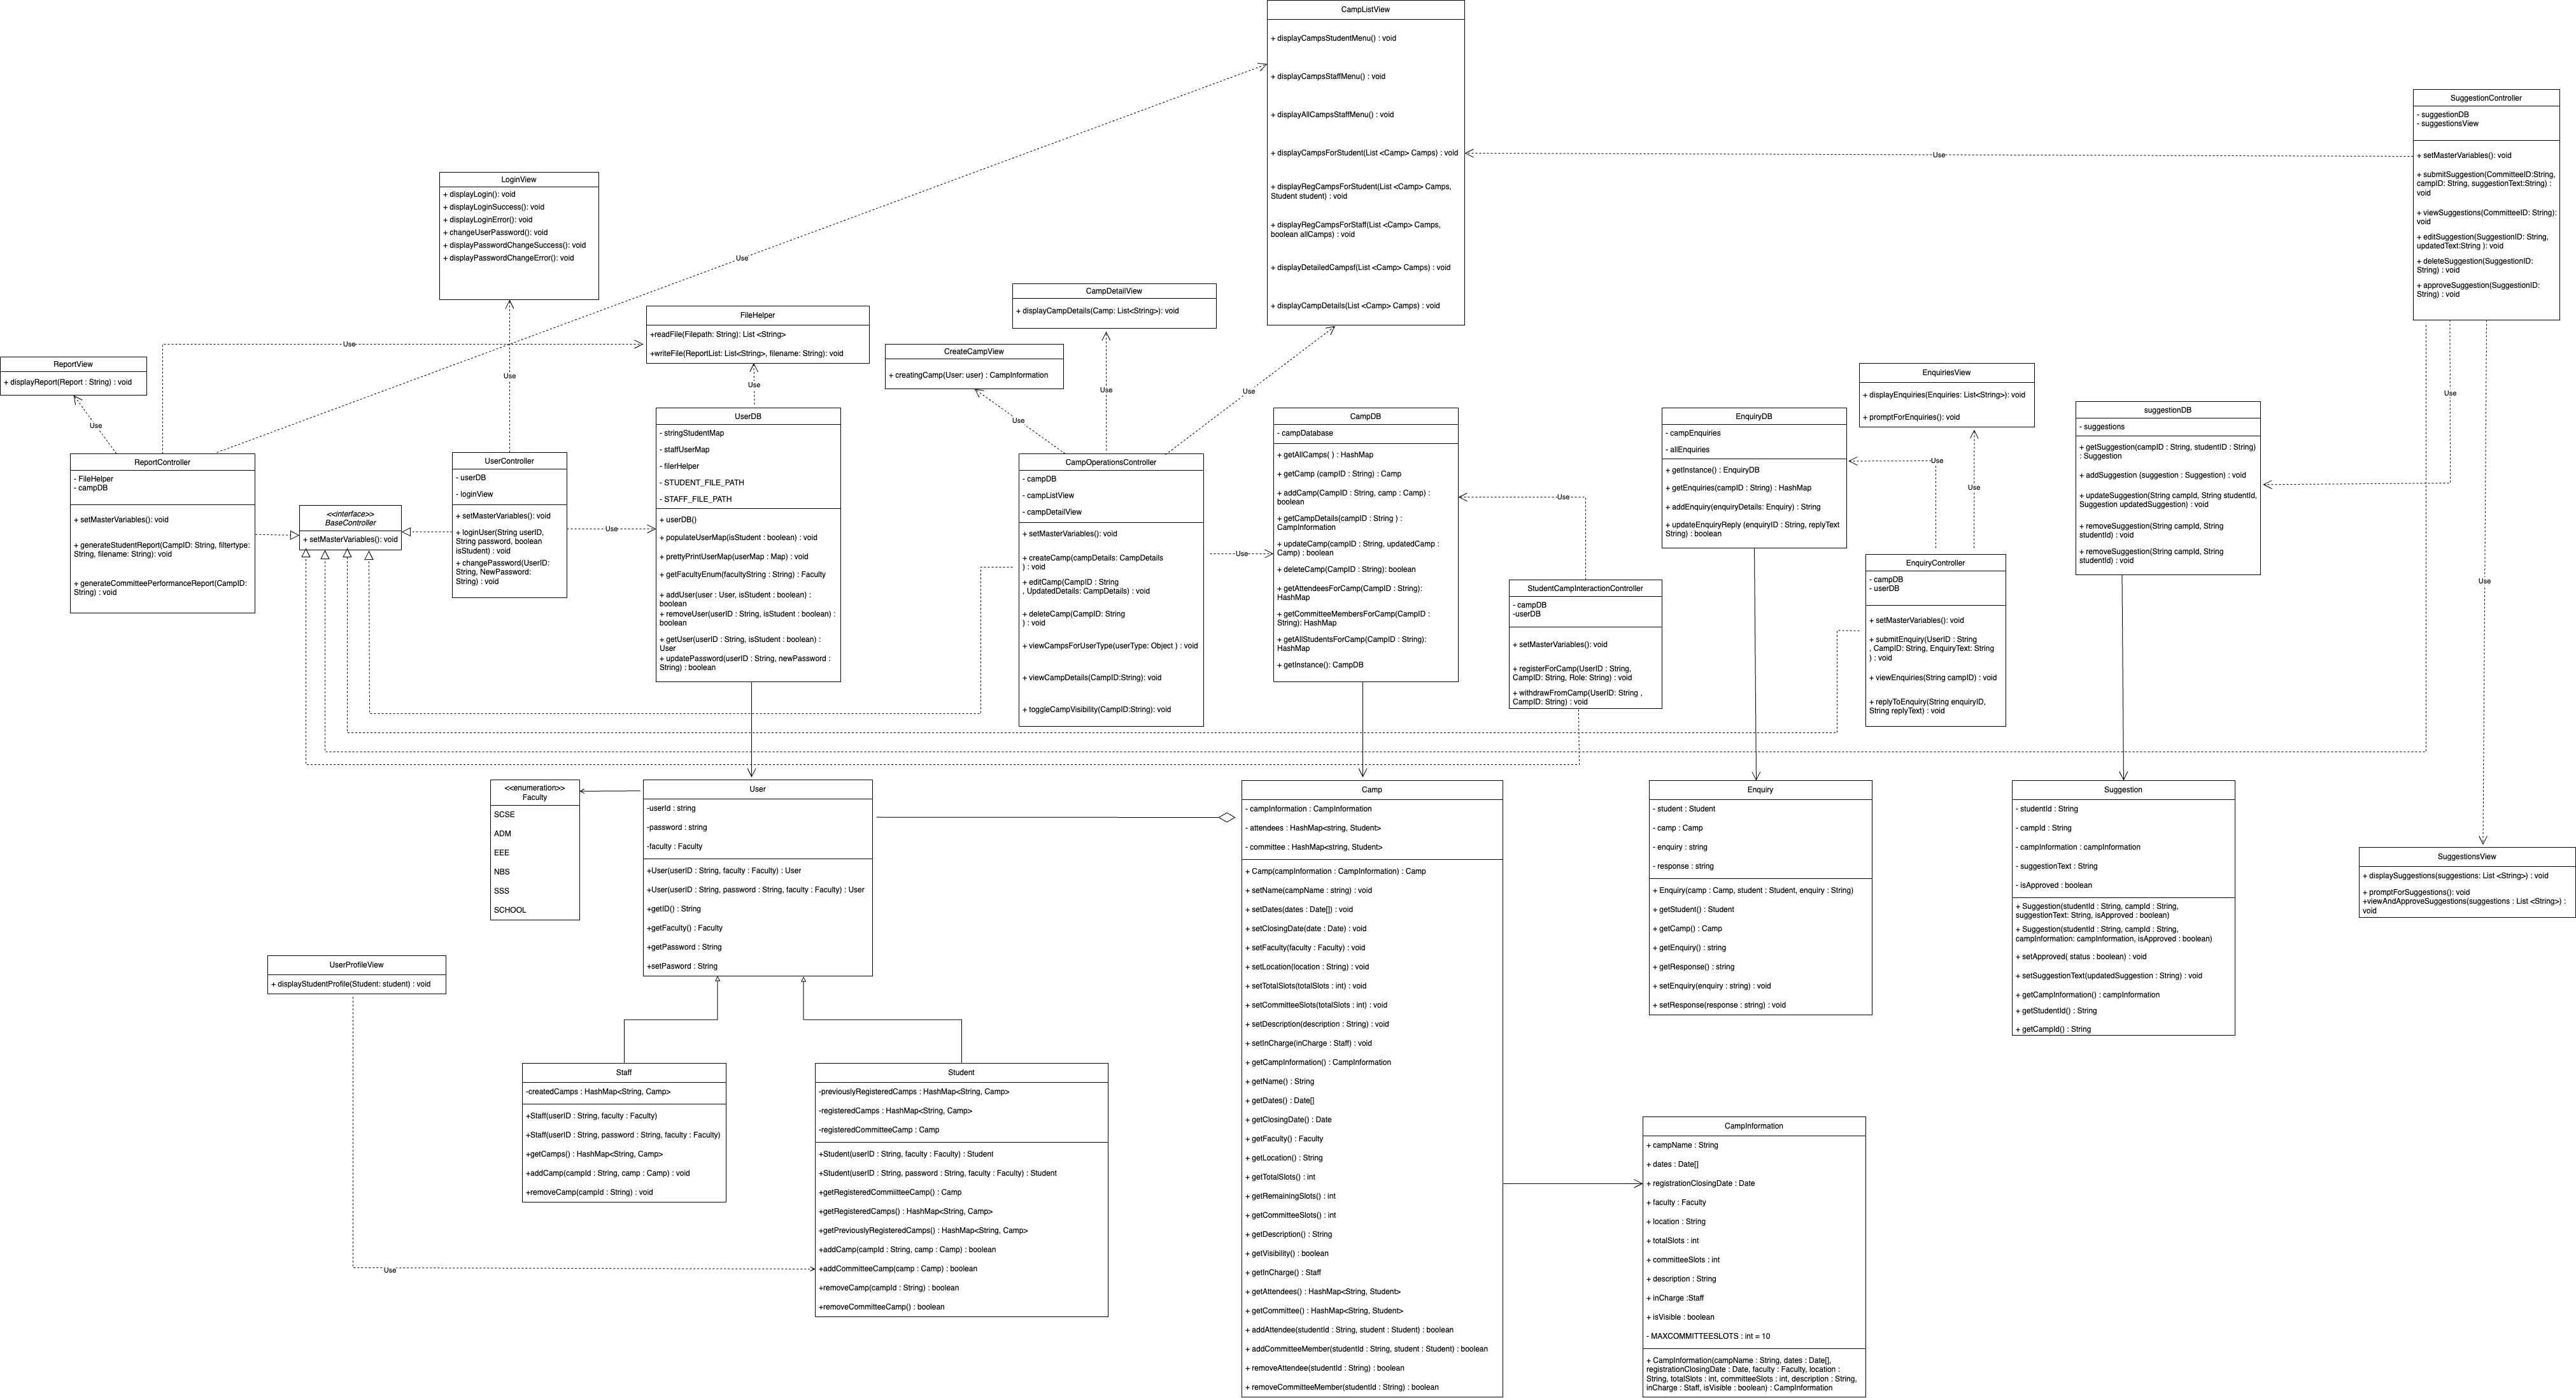 CampListView
+ displayCampsStudentMenu() : void
+ displayCampsStaffMenu() : void
+ displayAllCampsStaffMenu() : void
+ displayCampsForStudent(List <Camp> Camps) : void
+ displayRegCampsForStudent(List <Camp> Camps,
Student student) : void
+ displayRegCampsForStaff(List <Camp> Camps,
boolean allCamps) : void
+ displayDetailedCampsf(List <Camp> Camps) : void
+ displayCampDetails(List <Camp> Camps) : void
SuggestionController
- suggestionDB
- suggestionsView
+ setMasterVariables(): void
+ submitSuggestion(CommitteeID:String,
campID: String, suggestionText:String) :
void
+ viewSuggestions(CommitteeID: String):
void
+ editSuggestion(SuggestionID: String,
updatedText:String ): void
+ deleteSuggestion(SuggestionID:
String) : void
+ approveSuggestion(SuggestionID:
String) : void
Use
LoginView
+ displayLogin(): void
+ displayLoginSuccess(): void
+ displayLoginError(): void
+ changeUserPassword(): void
+ displayPasswordChangeSuccess(): void
+ displayPasswordChangeError(): void
Use
CampDetailView
+ displayCampDetails(Camp: List<String>): void
FileHelper
+readFile(Filepath: String): List <String>
+writeFile(ReportList: List<String>, filename: String): void
Use
CreateCampView
+ creatingCamp(User: user) : CampInformation
ReportView
+ displayReport(Report : String) : void
EnquiriesView
+ displayEnquiries(Enquiries: List<String>): void
+ promptForEnquiries(): void
Use
Use
Use
Use
Use
Use
Use
ReportController
- FileHelper
- campDB
+ setMasterVariables(): void
+ generateStudentReport(CampID: String, filtertype:
String, filename: String): void
+ generateCommitteePerformanceReport(CampID:
String) : void
<<interface>>
BaseController
+ setMasterVariables(): void
UserController
- userDB
- loginView
+ setMasterVariables(): void
+ loginUser(String userID,
String password, boolean
isStudent) : void
+ changePassword(UserID:
String, NewPassword:
String) : void
Use
UserDB
- stringStudentMap
- staffUserMap
- filerHelper
- STUDENT_FILE_PATH
- STAFF_FILE_PATH
+ userDB()
+ populateUserMap(isStudent : boolean) : void
+ prettyPrintUserMap(userMap : Map) : void
+ getFacultyEnum(facultyString : String) : Faculty
+ addUser(user : User, isStudent : boolean) :
boolean
+ removeUser(userID : String, isStudent : boolean) :
boolean
+ getUser(userID : String, isStudent : boolean) :
User
+ updatePassword(userID : String, newPassword :
String) : boolean
CampOperationsController
- campDB
- campListView
- campDetailView
+ setMasterVariables(): void
+ createCamp(campDetails: CampDetails
) : void
+ editCamp(CampID : String
, UpdatedDetails: CampDetails) : void
+ deleteCamp(CampID: String
) : void
+ viewCampsForUserType(userType: Object ) : void
+ viewCampDetails(CampID:String): void
+ toggleCampVisibility(CampID:String): void
Use
CampDB
- campDatabase
+ getAllCamps( ) : HashMap
+ getCamp (campID : String) : Camp
+ addCamp(CampID : String, camp : Camp) :
boolean
+ getCampDetails(campID : String ) :
CampInformation
+ updateCamp(campID : String, updatedCamp :
Camp) : boolean
+ deleteCamp(CampID : String): boolean
+ getAttendeesForCamp(CampID : String):
HashMap
+ getCommitteeMembersForCamp(CampID :
String): HashMap
+ getAllStudentsForCamp(CampID : String):
HashMap
+ getInstance(): CampDB
Use
StudentCampInteractionController
- campDB
-userDB
+ setMasterVariables(): void
+ registerForCamp(UserID : String,
CampID: String, Role: String) : void
+ withdrawFromCamp(UserID: String ,
CampID: String) : void
EnquiryDB
- campEnquiries
- allEnquiries
+ getInstance() : EnquiryDB
+ getEnquiries(campID : String) : HashMap
+ addEnquiry(enquiryDetails: Enquiry) : String
+ updateEnquiryReply (enquiryID : String, replyText
String) : boolean
Use
Use
EnquiryController
- campDB
- userDB
+ setMasterVariables(): void
+ submitEnquiry(UserID : String
, CampID: String, EnquiryText: String
) : void
+ viewEnquiries(String campID) : void
+ replyToEnquiry(String enquiryID,
String replyText) : void
suggestionDB
- suggestions
+ getSuggestion(campID : String, studentID : String)
: Suggestion
+ addSuggestion (suggestion : Suggestion) : void
+ updateSuggestion(String campId, String studentId,
Suggestion updatedSuggestion) : void
+ removeSuggestion(String campId, String
studentId) : void
+ removeSuggestion(String campId, String
studentId) : void
Use
<<enumeration>>
Faculty
SCSE
ADM
EEE
NBS
SSS
SCHOOL
User
-userId : string
-password : string
-faculty : Faculty
+User(userID : String, faculty : Faculty) : User
+User(userID : String, password : String, faculty : Faculty) : User
+getID() : String
+getFaculty() : Faculty
+getPassword : String
+setPasword : String
Camp
- campInformation : CampInformation
- attendees : HashMap<string, Student>
- committee : HashMap<string, Student>
+ Camp(campInformation : CampInformation) : Camp
+ setName(campName : string) : void
+ setDates(dates : Date[]) : void
+ setClosingDate(date : Date) : void
+ setFaculty(faculty : Faculty) : void
+ setLocation(location : String) : void
+ setTotalSlots(totalSlots : int) : void
+ setCommitteeSlots(totalSlots : int) : void
+ setDescription(description : String) : void
+ setInCharge(inCharge : Staff) : void
+ getCampInformation() : CampInformation
+ getName() : String
+ getDates() : Date[]
+ getClosingDate() : Date
+ getFaculty() : Faculty
+ getLocation() : String
+ getTotalSlots() : int
+ getRemainingSlots() : int
+ getCommitteeSlots() : int
+ getDescription() : String
+ getVisibility() : boolean
+ getInCharge() : Staff
+ getAttendees() : HashMap<String, Student>
+ getCommittee() : HashMap<String, Student>
+ addAttendee(studentId : String, student : Student) : boolean
+ addCommitteeMember(studentId : String, student : Student) : boolean
+ removeAttendee(studentId : String) : boolean
+ removeCommitteeMember(studentId : String) : boolean
Enquiry
- student : Student
- camp : Camp
- enquiry : string
- response : string
+ Enquiry(camp : Camp, student : Student, enquiry : String)
+ getStudent() : Student
+ getCamp() : Camp
+ getEnquiry() : string
+ getResponse() : string
+ setEnquiry(enquiry : string) : void
+ setResponse(response : string) : void
Suggestion
- studentId : String
- campId : String
- campInformation : campInformation
- suggestionText : String
- isApproved : boolean
+ Suggestion(studentId : String, campId : String,
suggestionText: String, isApproved : boolean)
+ Suggestion(studentId : String, campId : String,
campInformation: campInformation, isApproved : boolean)
+ setApproved( status : boolean) : void
+ setSuggestionText(updatedSuggestion : String) : void
+ getCampInformation() : campInformation
+ getStudentId() : String
+ getCampId() : String
SuggestionsView
+ displaySuggestions(suggestions: List <String>) : void
+ promptForSuggestions(): void
+viewAndApproveSuggestions(suggestions : List <String>) :
void
UserProfileView
+ displayStudentProfile(Student: student) : void
Use
Staff
-createdCamps : HashMap<String, Camp>
+Staff(userID : String, faculty : Faculty)
+Staff(userID : String, password : String, faculty : Faculty)
+getCamps() : HashMap<String, Camp>
+addCamp(campId : String, camp : Camp) : void
+removeCamp(campId : String) : void
Student
-previouslyRegisteredCamps : HashMap<String, Camp>
-registeredCamps : HashMap<String, Camp>
-registeredCommitteeCamp : Camp
+Student(userID : String, faculty : Faculty) : Student
+Student(userID : String, password : String, faculty : Faculty) : Student
+getRegisteredCommiitteeCamp() : Camp
+getRegisteredCamps() : HashMap<String, Camp>
+getPreviouslyRegisteredCamps() : HashMap<String, Camp>
+addCamp(campId : String, camp : Camp) : boolean
+addCommitteeCamp(camp : Camp) : boolean
+removeCamp(campId : String) : boolean
+removeCommitteeCamp() : boolean
CampInformation
+ campName : String
+ dates : Date[]
+ registrationClosingDate : Date
+ faculty : Faculty
+ location : String
+ totalSlots : int
+ committeeSlots : int
+ description : String
+ inCharge :Staff
+ isVisible : boolean
- MAXCOMMITTEESLOTS : int = 10
+ CampInformation(campName : String, dates : Date[],
registrationClosingDate : Date, faculty : Faculty, location :
String, totalSlots : int, committeeSlots : int, description : String,
inCharge : Staff, isVisible : boolean) : CampInformation